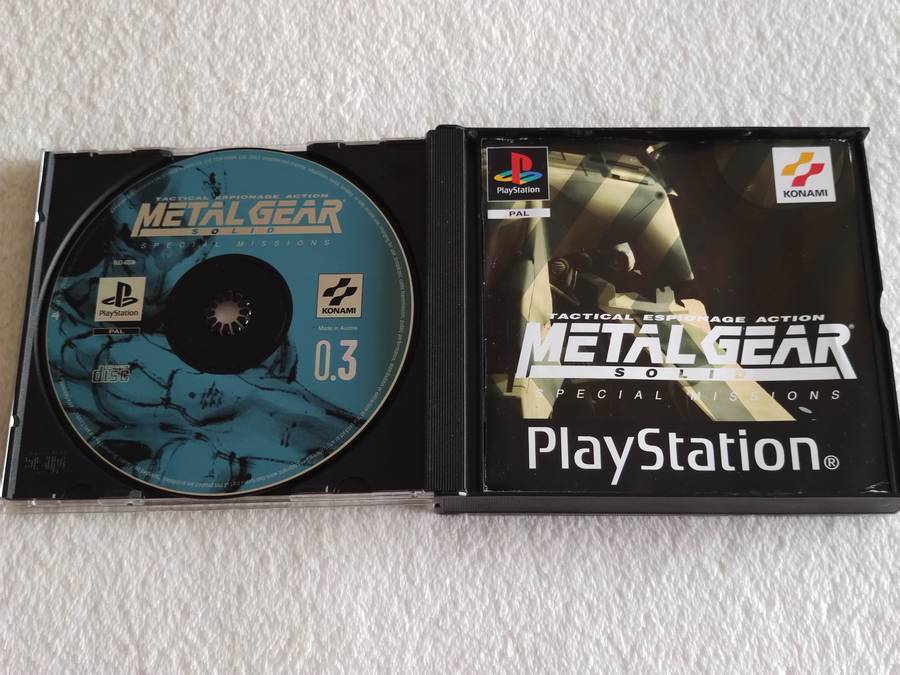 TACTICAL ESPIONAGE ACTION
METAL GEAR
SOLID
SPECIAL MISSIONS
PlayStation
PAL
disc
KONAMI
Made in Austria
0.3
PlayStation
PAL
KONAMI
TACTICAL ESPIONAGE ACTION
METAL GEAR®
SOLID
SPECIAL MISSIONS
PlayStation®